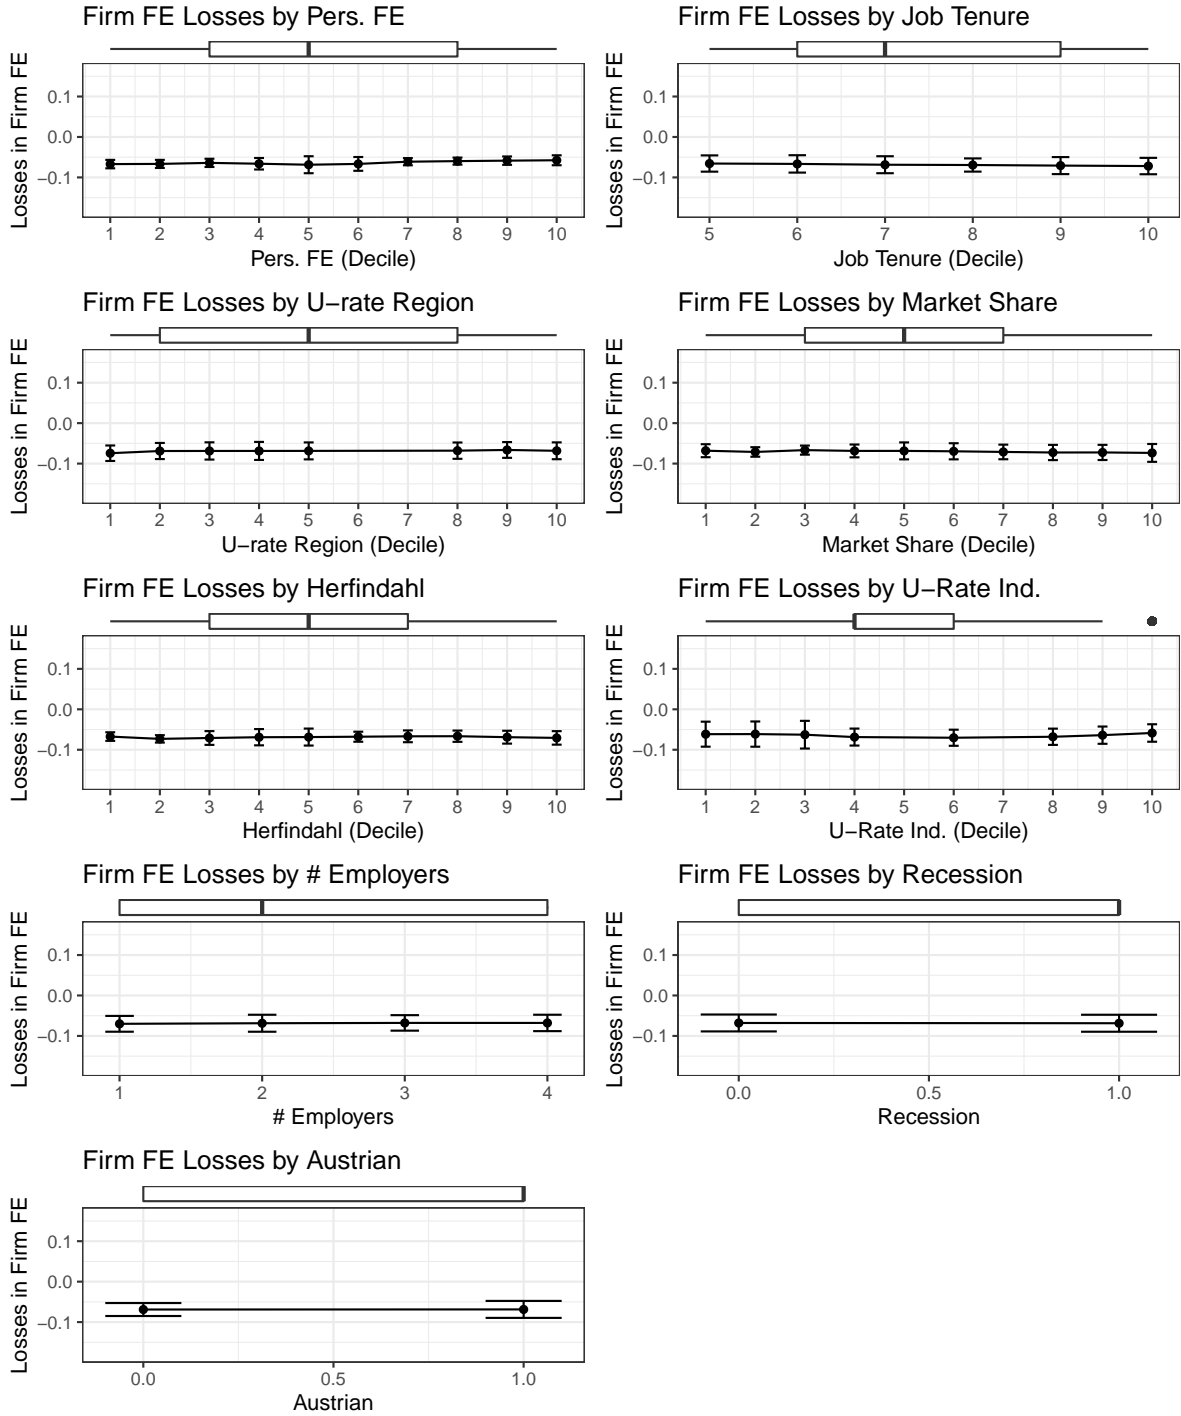 Firm FE Losses by Pers. FE
Losses in Firm FE
0.1
0.0
−0.1
1 2 3 4 5 6 7 8 9 10
Pers. FE (Decile)
Firm FE Losses by Job Tenure
Losses in Firm FE
0.1
0.0
−0.1
5 6 7 8 9 10
Job Tenure (Decile)
Firm FE Losses by U−rate Region
Losses in Firm FE
0.1
0.0
−0.1
1 2 3 4 5 6 7 8 9 10
U−rate Region (Decile)
Firm FE Losses by Market Share
Losses in Firm FE
0.1
0.0
−0.1
1 2 3 4 5 6 7 8 9 10
Market Share (Decile)
Firm FE Losses by Herfindahl
Losses in Firm FE
0.1
0.0
−0.1
1 2 3 4 5 6 7 8 9 10
Herfindahl (Decile)
Firm FE Losses by U−Rate Ind.
Losses in Firm FE
0.1
0.0
−0.1
1 2 3 4 5 6 7 8 9 10
U−Rate Ind. (Decile)
Firm FE Losses by # Employers
Losses in Firm FE
0.1
0.0
−0.1
1 2 3 4
# Employers
Firm FE Losses by Recession
Losses in Firm FE
0.1
0.0
−0.1
0.0 0.5 1.0
Recession
Firm FE Losses by Austrian
Losses in Firm FE
0.1
0.0
−0.1
0.0 0.5 1.0
Austrian